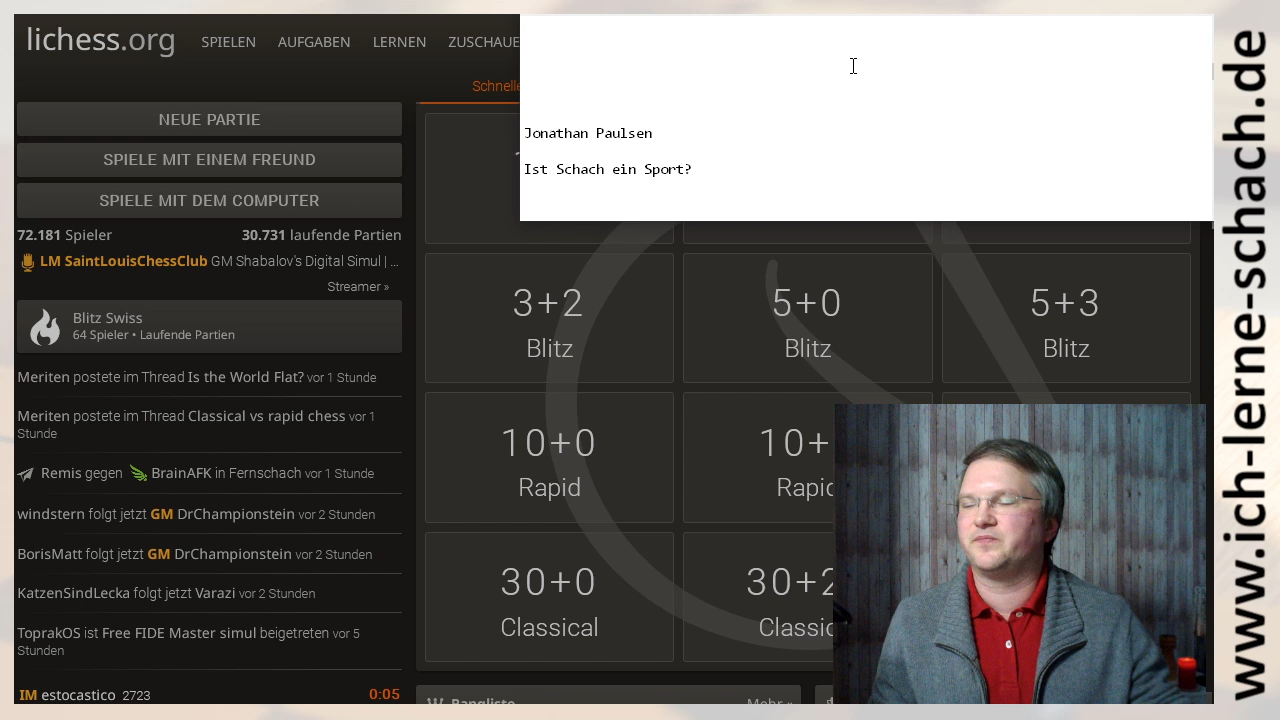 lichess.org
SPIELEN AUFGABEN LERNEN ZUSCHAUE
Schnelle
NEUE PARTIE
SPIELE MIT EINEM FREUND
SPIELE MIT DEM COMPUTER
72.181 Spieler 30.731 laufende Partien
LM SaintLouisChessClub GM Shabalov's Digital Simul | ...
Streamer »
Blitz Swiss
64 Spieler • Laufende Partien
Meriten postete im Thread Is the World Flat? vor 1 Stunde
Meriten postete im Thread Classical vs rapid chess vor 1
Stunde
Remis gegen BrainAFK in Fernschach vor 1 Stunde
windstern folgt jetzt GM DrChampionstein vor 2 Stunden
BorisMatt folgt jetzt GM DrChampionstein vor 2 Stunden
KatzenSindLecka folgt jetzt Varazi vor 2 Stunden
ToprakOS ist Free FIDE Master simul beigetreten vor 5
Stunden
IM estocastico 2723 0:05
Jonathan Paulsen
Ist Schach ein Sport?
3+2
Blitz
5+0
Blitz
5+3
Blitz
10+0
Rapid
10+
Rapid
30+0
Classical
30+2
Classic
Rangliste Mehr »
www.ich-lerne-schach.de